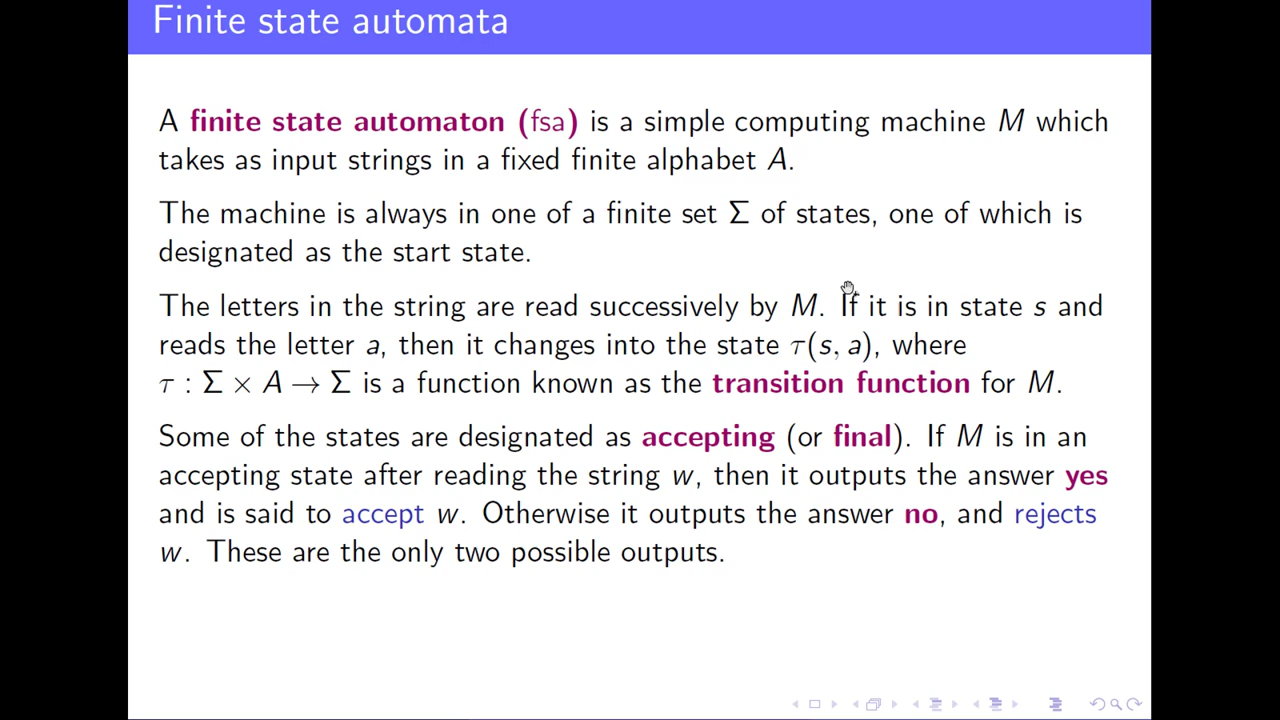 Finite state automata
A finite state automaton (fsa) is a simple computing machine M which
takes as input strings in a fixed finite alphabet A.
The machine is always in one of a finite set Σ of states, one of which is
designated as the start state.
The letters in the string are read successively by M. If it is in state s and
reads the letter a, then it changes into the state τ(s, a), where
τ : Σ × A → Σ is a function known as the transition function for M.
Some of the states are designated as accepting (or final). If M is in an
accepting state after reading the string w, then it outputs the answer yes
and is said to accept w. Otherwise it outputs the answer no, and rejects
w. These are the only two possible outputs.